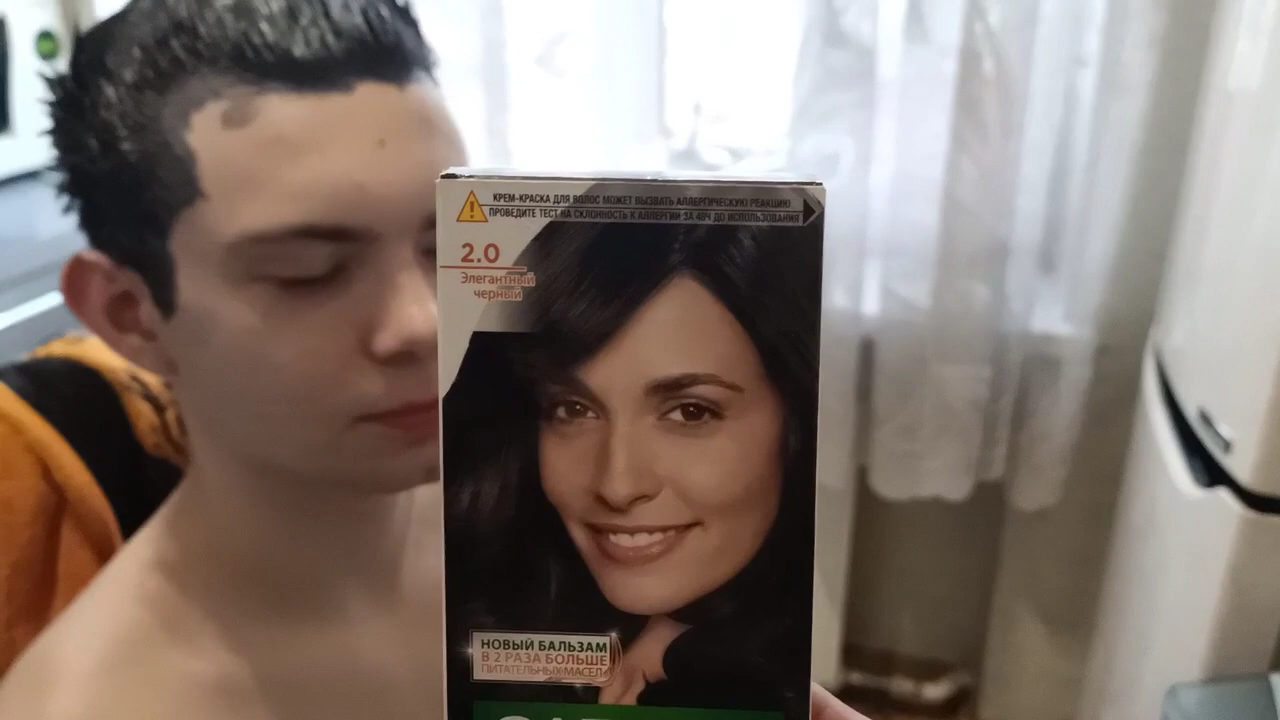 КРЕМ-КРАСКА ДЛЯ ВОЛОС МОЖЕТ ВЫЗВАТЬ АЛЛЕРГИЧЕСКУЮ РЕАКЦИЮ
ПРОВЕДИТЕ ТЕСТ НА СКЛОННОСТЬ К АЛЛЕРГИИ ЗА 48Ч ДО ИСПОЛЬЗОВАНИЯ
2.0
Элегантный
черный
НОВЫЙ БАЛЬЗАМ
В 2 РАЗА БОЛЬШЕ
ПИТАТЕЛЬНЫХ МАСЕЛ